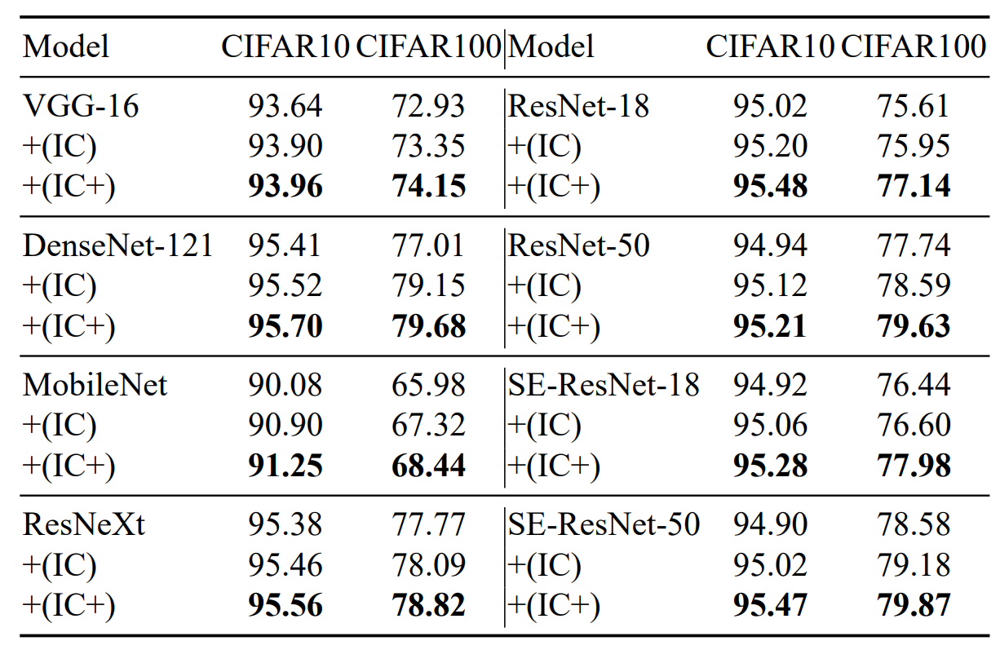 Model CIFAR10 CIFAR100 Model CIFAR10 CIFAR100
VGG-16 93.64 72.93 ResNet-18 95.02 75.61
+(IC) 93.90 73.35 +(IC) 95.20 75.95
+(IC+) 93.96 74.15 +(IC+) 95.48 77.14
DenseNet-121 95.41 77.01 ResNet-50 94.94 77.74
+(IC) 95.52 79.15 +(IC) 95.12 78.59
+(IC+) 95.70 79.68 +(IC+) 95.21 79.63
MobileNet 90.08 65.98 SE-ResNet-18 94.92 76.44
+(IC) 90.90 67.32 +(IC) 95.06 76.60
+(IC+) 91.25 68.44 +(IC+) 95.28 77.98
ResNeXt 95.38 77.77 SE-ResNet-50 94.90 78.58
+(IC) 95.46 78.09 +(IC) 95.02 79.18
+(IC+) 95.56 78.82 +(IC+) 95.47 79.87